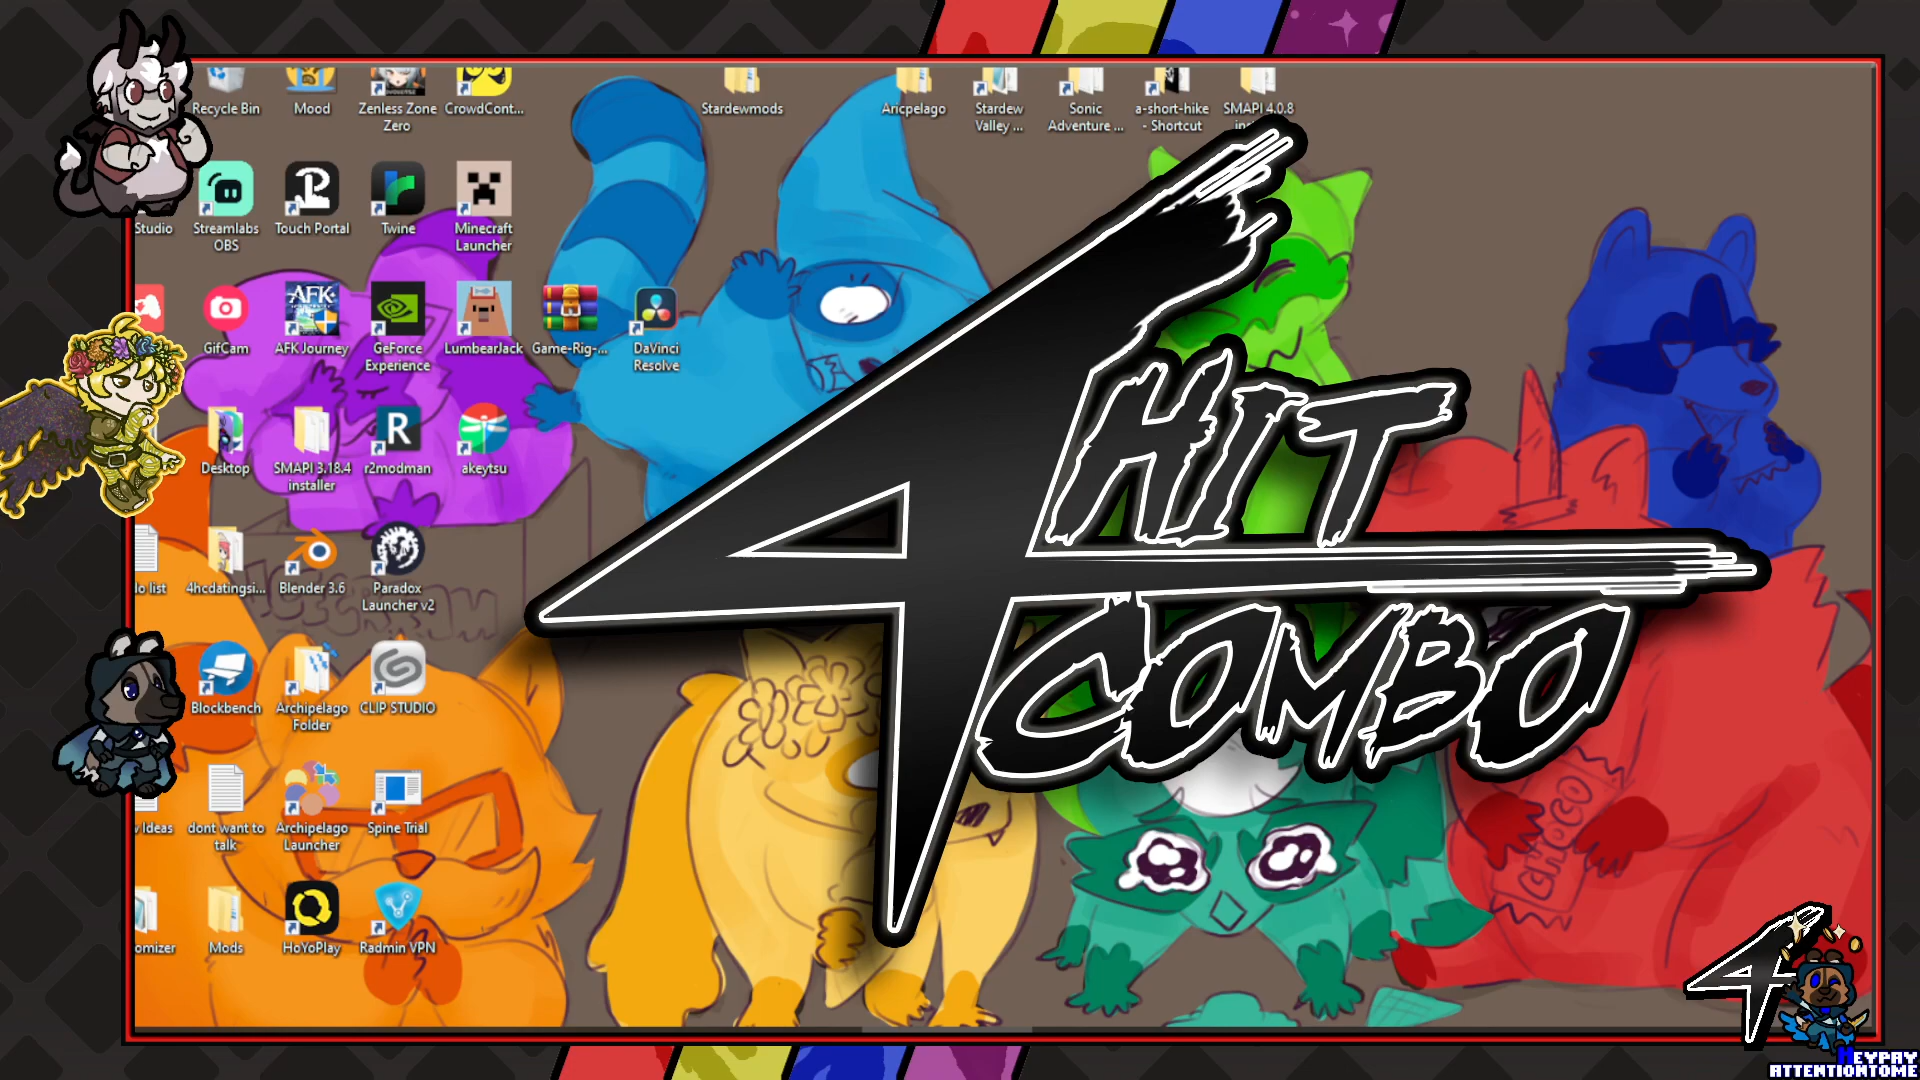 Recycle Bin
Mood
Zenless Zone
Zero
CrowdCont...
Stardewmods
Aricpelago
Stardew
Valley ...
Sonic
Adventure ...
a-short-hike
- Shortcut
SMAPI 4.0.8
Studio
Streamlabs
OBS
Touch Portal
Twine
Minecraft
Launcher
GifCam
AFK
AFK Journey
GeForce
Experience
LumbearJack
Game-Rig-...
DaVinci
Resolve
4
HIT
COMBO
Desktop
SMAPI 3.18.4
installer
R
r2modman
akeytsu
lo list
4hcdatingsi...
Blender 3.6
Paradox
Launcher v2
Blockbench
Archipelago
Folder
CLIP STUDIO
Ideas
dont want to
talk
Archipelago
Launcher
Spine Trial
CHOCO
omizer
Mods
HoYoPlay
Radmin VPN
4
HEYPAY
ATTENTIONTOME